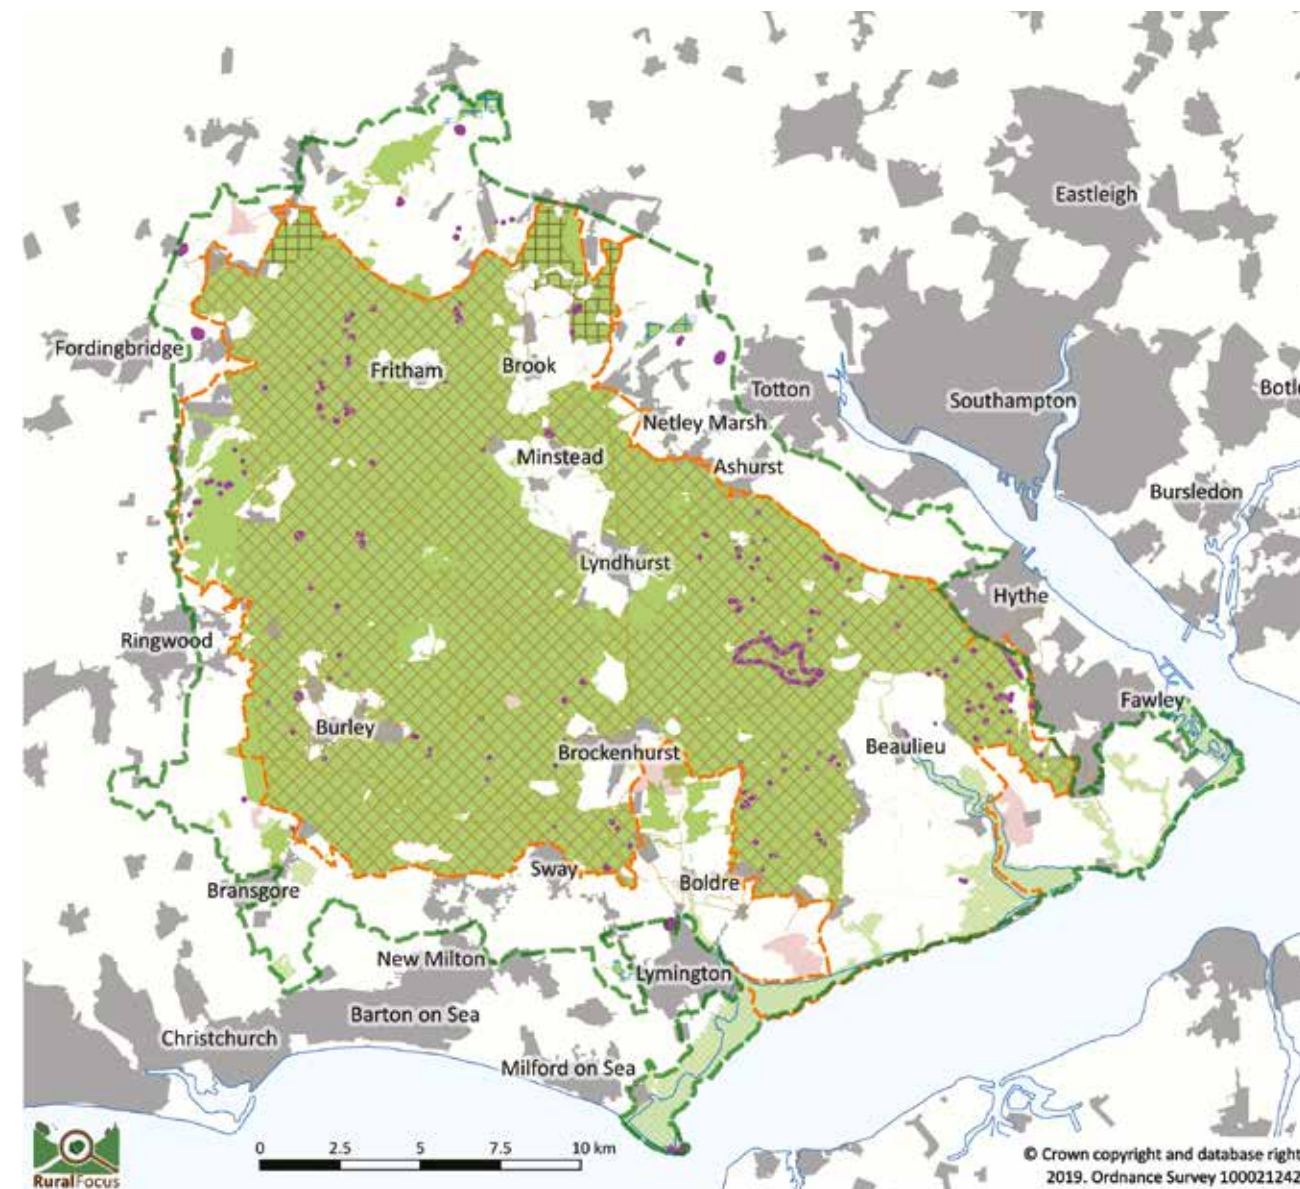 Eastleigh
Fordingbridge
Fritham
Brook
Totton
Southampton
Netley Marsh
Minstead
Ashurst
Bursledon
Lyndhurst
Hythe
Ringwood
Fawley
Burley
Brockenhurst
Beaulieu
Sway
Boldre
Bransgore
New Milton
Lymington
Barton on Sea
Christchurch
Milford on Sea
0 2.5 5 7.5 10 km
RuralFocus
© Crown copyright and database right
2019. Ordnance Survey 100021242